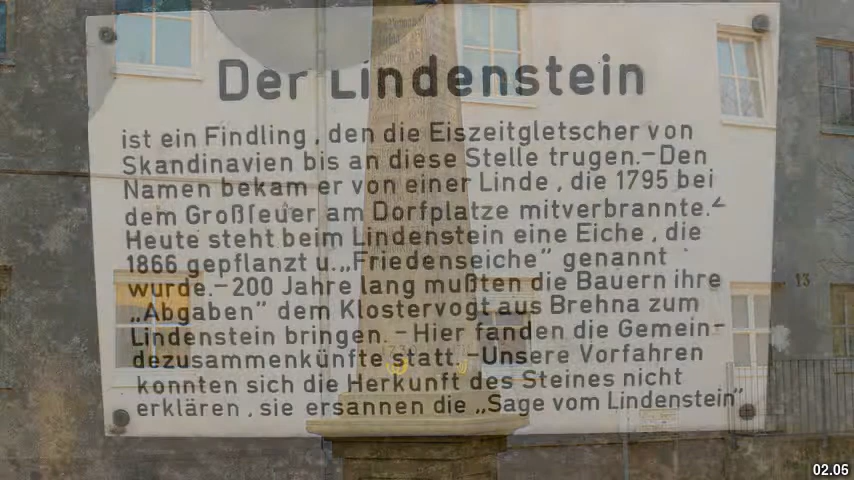 Der Lindenstein
ist ein Findling, den die Eiszeitgletscher von
Skandinavien bis an diese Stelle trugen.-Den
Namen bekam er von einer Linde, die 1795 bei
dem Großfeuer am Dorfplatze mitverbrannte.-
Heute steht beim Lindenstein eine Eiche, die
1866 gepflanzt u. „Friedenseiche" genannt
wurde.-200 Jahre lang mußten die Bauern ihre
„Abgaben" dem Klostervogt aus Brehna zum
Lindenstein bringen. - Hier fanden die Gemein-
dezusammenkünfte statt.-Unsere Vorfahren
konnten sich die Herkunft des Steines nicht
erklären, sie ersannen die „Sage vom Lindenstein"
13
02.05